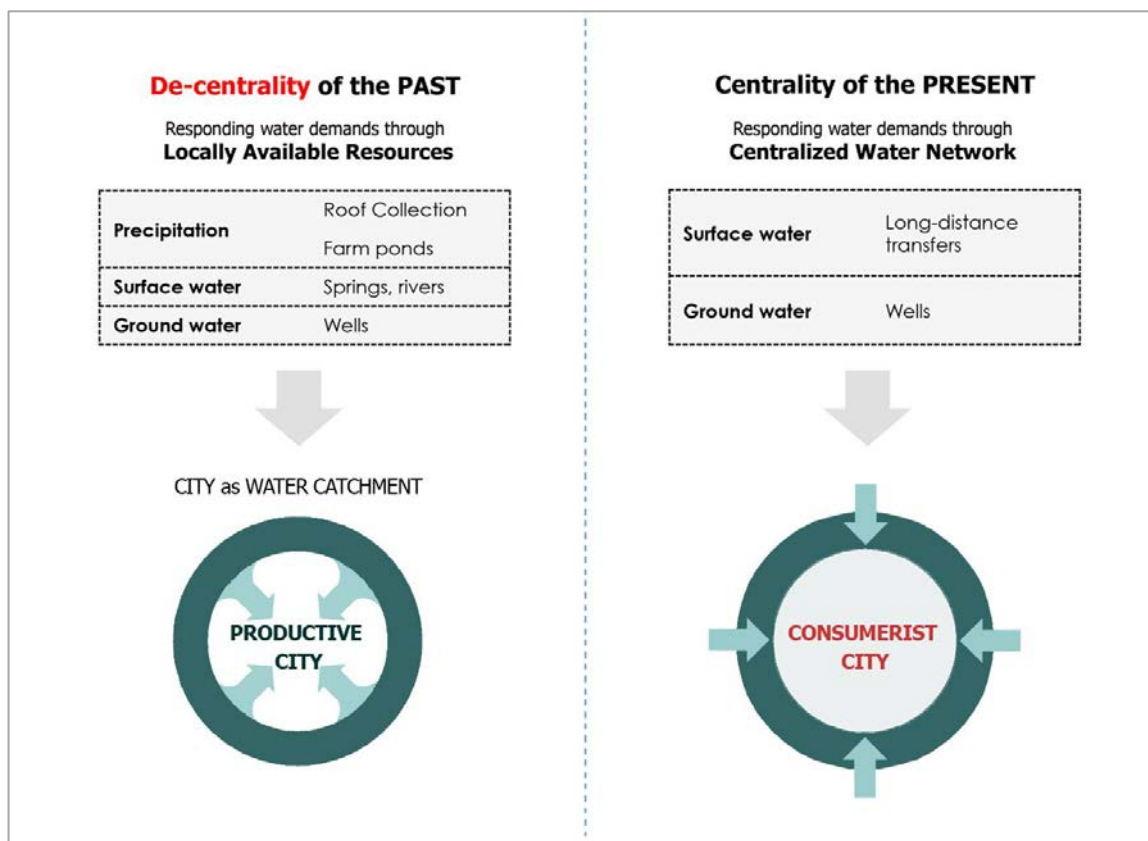 De-centrality of the PAST
Responding water demands through
Locally Available Resources
Precipitation
Roof Collection
Farm ponds
Surface water
Springs, rivers
Ground water
Wells
CITY as WATER CATCHMENT
PRODUCTIVE
CITY
Centrality of the PRESENT
Responding water demands through
Centralized Water Network
Surface water
Long-distance
transfers
Ground water
Wells
CONSUMERIST
CITY